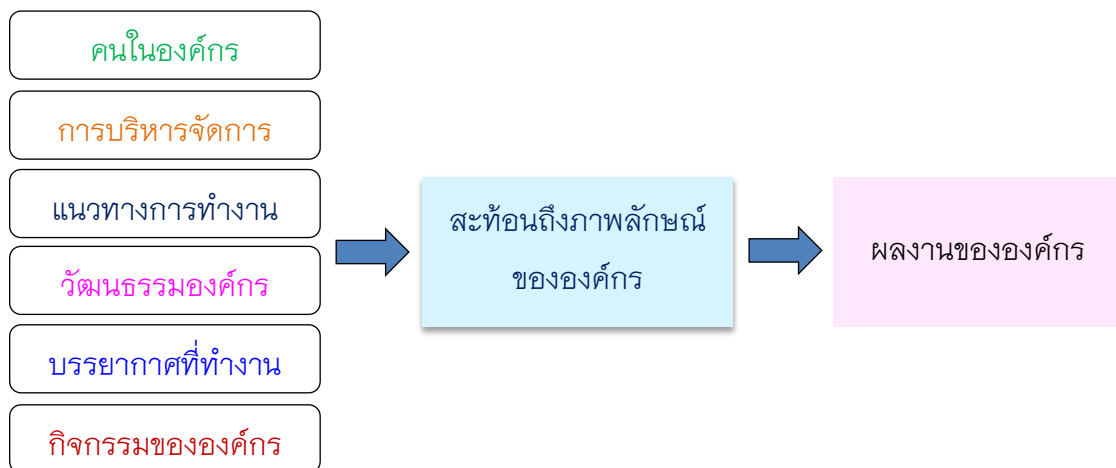 คนในองค์กร
การบริหารจัดการ
แนวทางการทำงาน
วัฒนธรรมองค์กร
บรรยากาศที่ทำงาน
กิจกรรมขององค์กร
สะท้อนถึงภาพลักษณ์
ขององค์กร
ผลงานขององค์กร